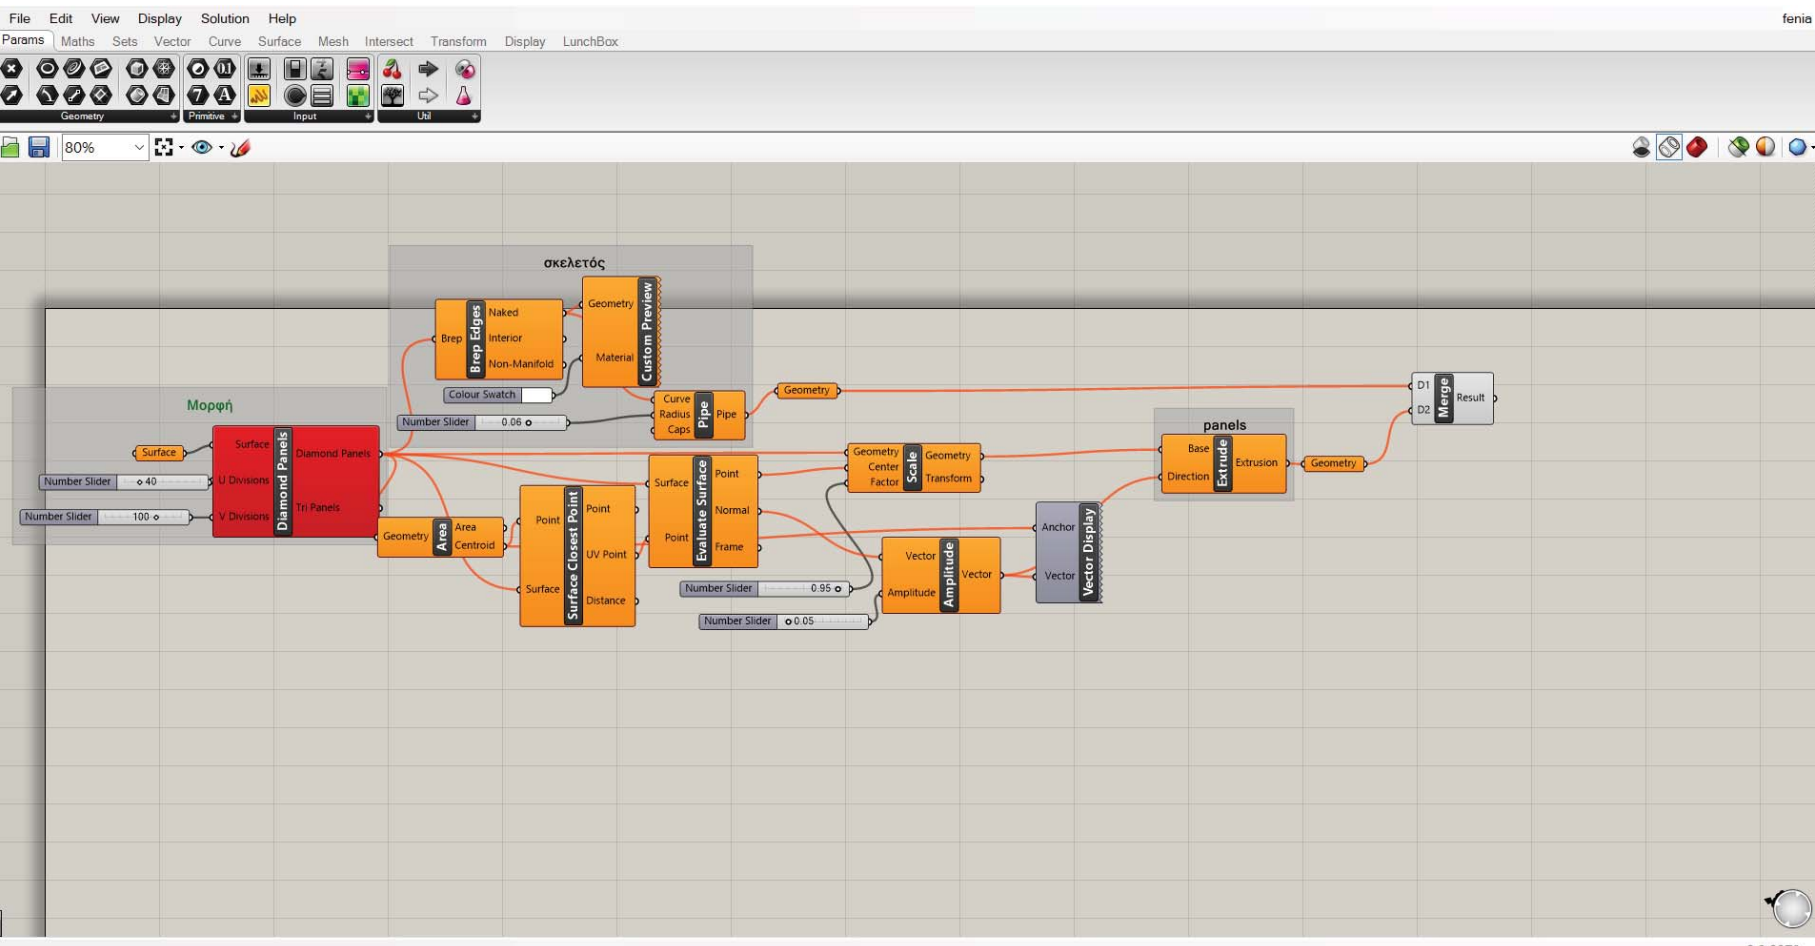 File Edit View Display Solution Help
fenia
Params Maths Sets Vector Curve Surface Mesh Intersect Transform Display LunchBox
Geometry Primitive Input Util
80%
σκελετός
Geometry
Material
Custom Preview
Brep
Brep Edges
Naked
Interior
Non-Manifold
Colour Swatch
Number Slider 0.06
Curve
Radius
Caps
Pipe
Pipe
Geometry
D1
D2
Merge
Result
Μορφή
Surface
Number Slider 40
Number Slider 100
Surface
U Divisions
V Divisions
Diamond Panels
Diamond Panels
Tri Panels
Geometry
Area
Area
Centroid
Point
Surface
Surface Closest Point
Point
UV Point
Distance
Surface
Point
Evaluate Surface
Point
Normal
Frame
Geometry
Center
Factor
Scale
Geometry
Transform
Number Slider 0.95
Number Slider 0.05
Vector
Amplitude
Amplitude
Vector
Anchor
Vector
Vector Display
panels
Base
Direction
Extrude
Extrusion
Geometry